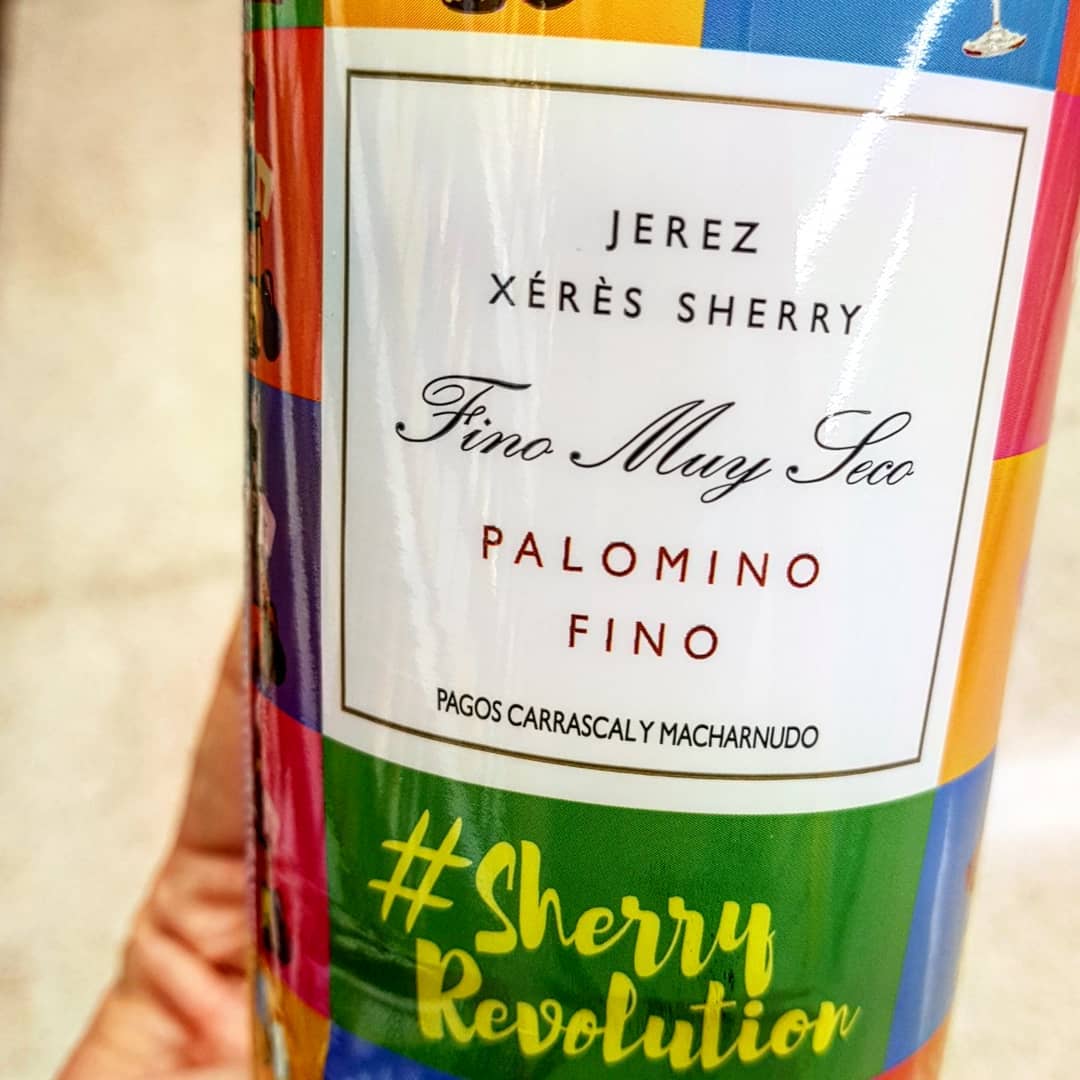 JEREZ
XÉRÈS SHERRY
Fino Muy Seco
PALOMINO
FINO
PAGOS CARRASCAL Y MACHARNUDO
#Sherry
Revolution